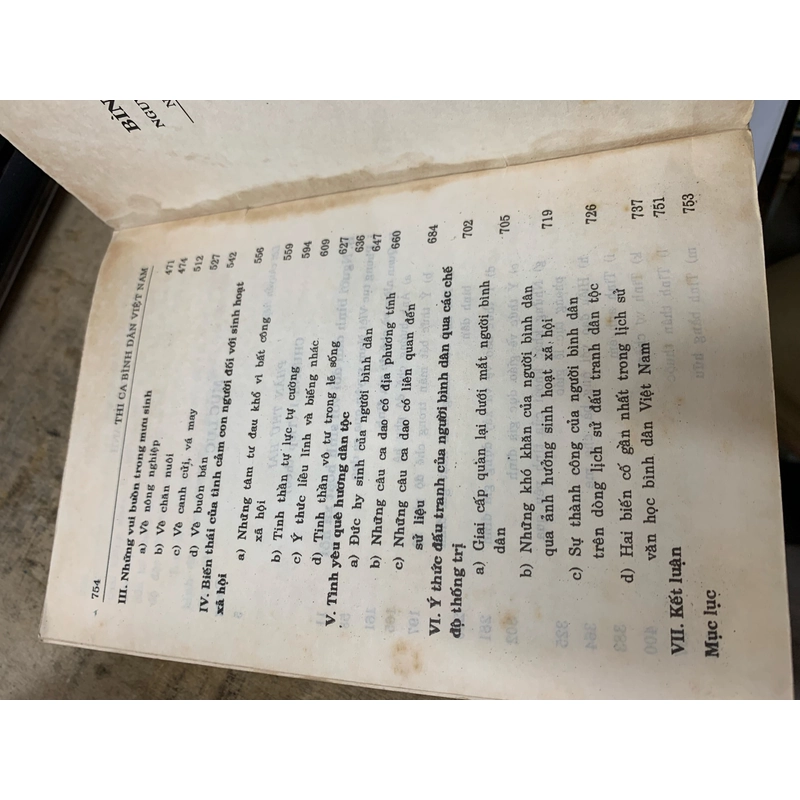 754 THI CA BÌNH DÂN VIỆT NAM
III. Những vui buồn trong mưu sinh 471
a) Về nông nghiệp 474
b) Về chăn nuôi 512
c) Về canh cửi, vá may 527
d) Về buôn bán 542
IV. Biến thái của tình cảm con người đối với sinh hoạt
xã hội 556
a) Những tâm tư đau khổ vì bất công
xã hội 559
b) Tinh thần tự lực tự cường 594
c) Ý thức liều lĩnh và biếng nhác 609
d) Tinh thần vô tư trong lẽ sống 627
V. Tình yêu quê hương dân tộc 636
a) Đức hy sinh của người bình dân 647
b) Những câu ca dao có địa phương tính 660
c) Những câu ca dao có liên quan đến
sử liệu 684
VI. Ý thức đấu tranh của người bình dân qua các chế
độ thống trị 702
a) Giai cấp quan lại dưới mắt người bình
dân 705
b) Những khó khăn của người bình dân
qua ảnh hưởng sinh hoạt xã hội 719
c) Sự thành công của người bình dân
trên dòng lịch sử đấu tranh dân tộc 726
d) Hai biến cố gần nhất trong lịch sử
văn học bình dân Việt Nam 737
VII. Kết luận 751
Mục lục 753